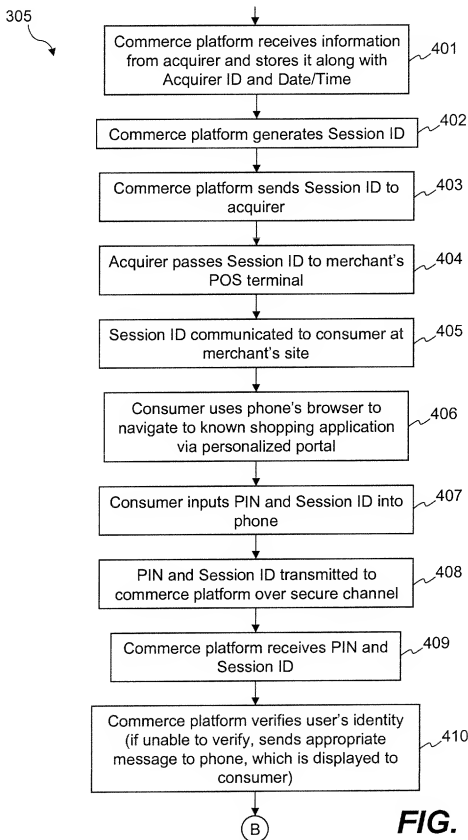 305
Commerce platform receives information
from acquirer and stores it along with
Acquirer ID and Date/Time
401
Commerce platform generates Session ID
402
Commerce platform sends Session ID to
acquirer
403
Acquirer passes Session ID to merchant's
POS terminal
404
Session ID communicated to consumer at
merchant's site
405
Consumer uses phone's browser to
navigate to known shopping application
via personalized portal
406
Consumer inputs PIN and Session ID into
phone
407
PIN and Session ID transmitted to
commerce platform over secure channel
408
Commerce platform receives PIN and
Session ID
409
Commerce platform verifies user's identity
(if unable to verify, sends appropriate
message to phone, which is displayed to
consumer)
410
B
FIG.